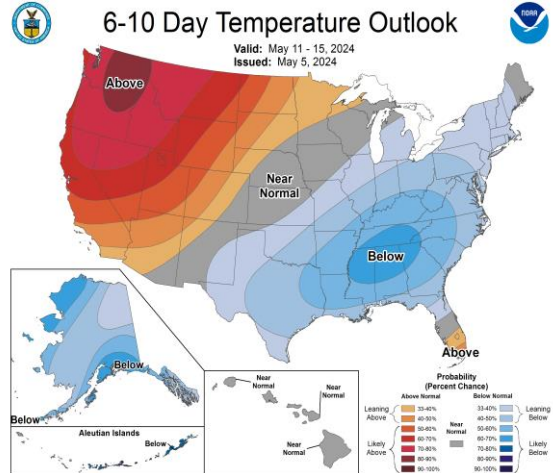 6-10 Day Temperature Outlook
Valid: May 11 - 15, 2024
Issued: May 5, 2024
NOAA
Above
Near
Normal
Below
Above
Below
Below
Aleutian Islands
Below
Near
Normal
Near
Normal
Near
Normal
Probability
(Percent Chance)
Above Normal
Below Normal
Leaning
Above
33-40%
40-50%
Near
Normal
33-40%
40-50%
Leaning
Below
Likely
Above
50-60%
60-70%
70-80%
80-90%
90-100%
50-60%
60-70%
70-80%
80-90%
90-100%
Likely
Below